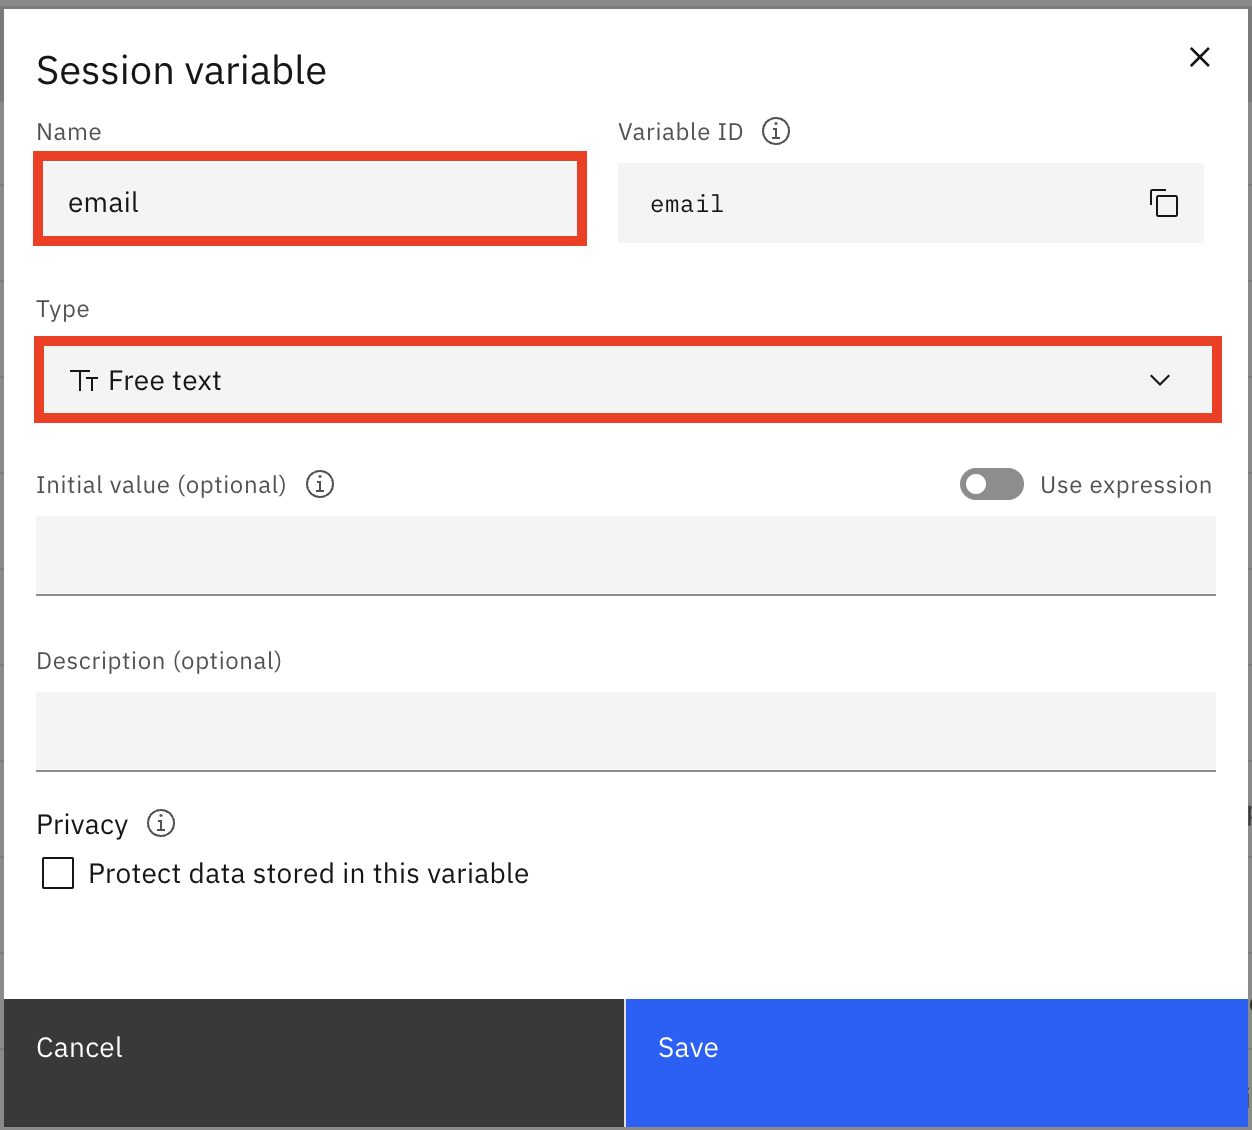 Session variable
Name
Variable ID
email
email
Type
Free text
Initial value (optional)
Use expression
Description (optional)
Privacy
Protect data stored in this variable
Cancel
Save